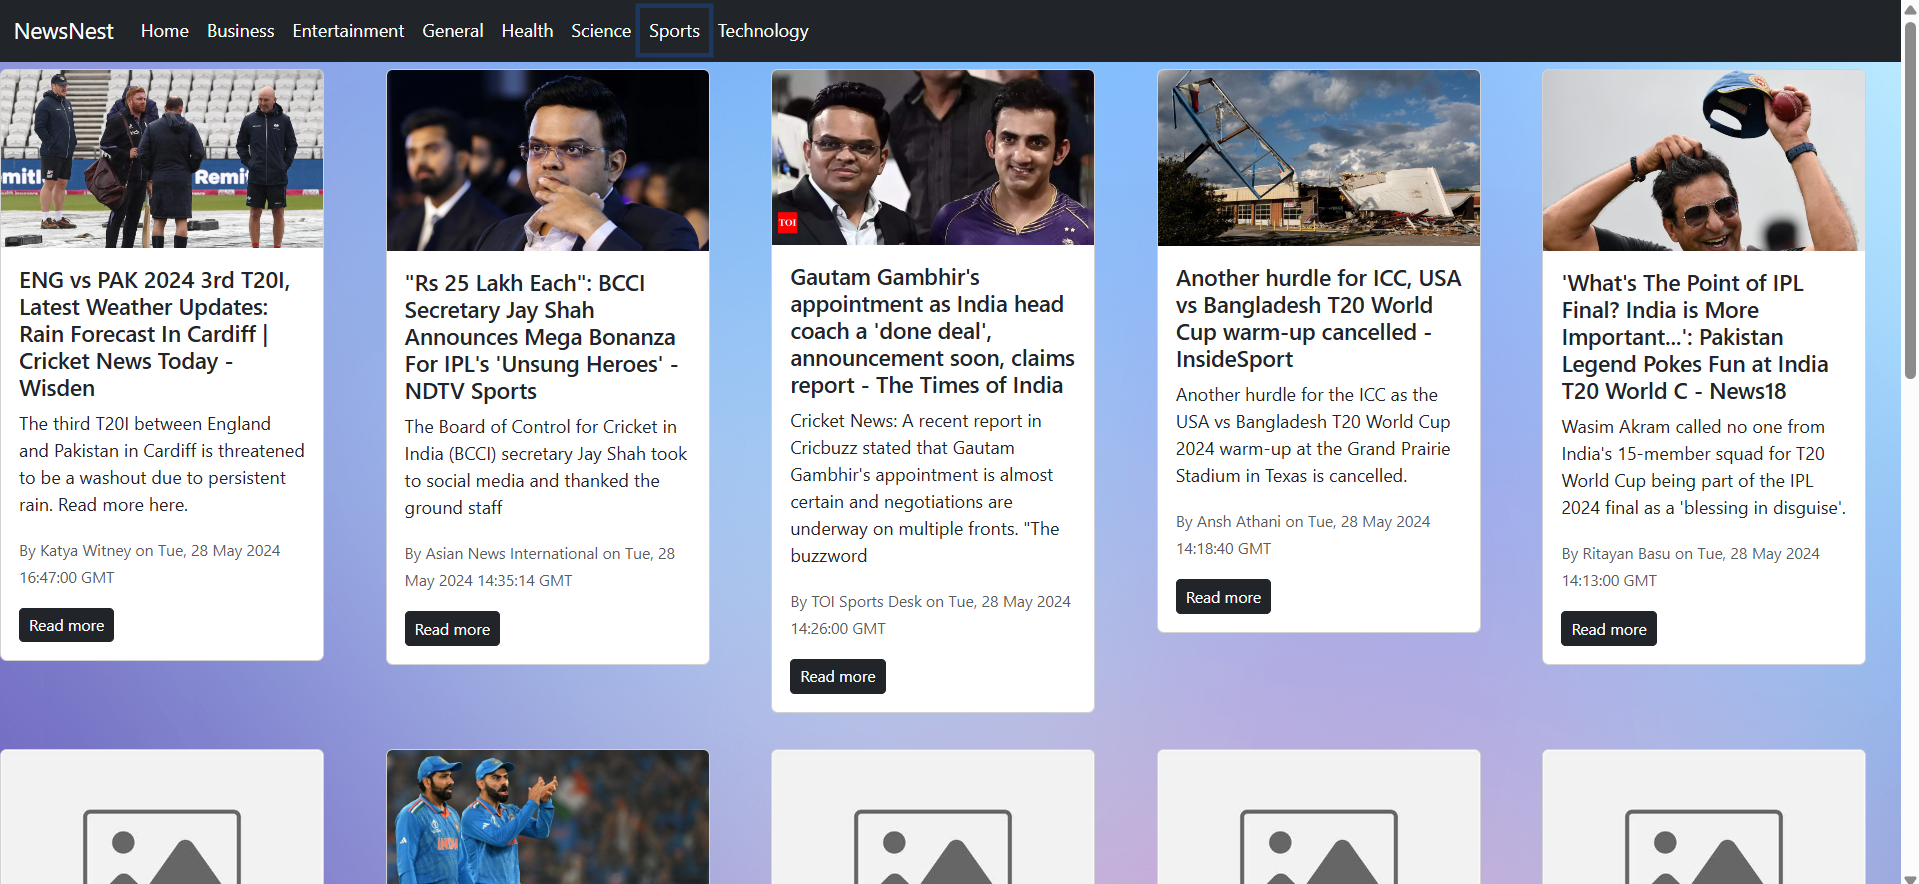 NewsNest Home Business Entertainment General Health Science Sports Technology
mitl
Remitl
ENG vs PAK 2024 3rd T20I,
Latest Weather Updates:
Rain Forecast In Cardiff |
Cricket News Today -
Wisden
The third T20I between England
and Pakistan in Cardiff is threatened
to be a washout due to persistent
rain. Read more here.
By Katya Witney on Tue, 28 May 2024
16:47:00 GMT
Read more
"Rs 25 Lakh Each": BCCI
Secretary Jay Shah
Announces Mega Bonanza
For IPL's 'Unsung Heroes' -
NDTV Sports
The Board of Control for Cricket in
India (BCCI) secretary Jay Shah took
to social media and thanked the
ground staff
By Asian News International on Tue, 28
May 2024 14:35:14 GMT
Read more
TOI
Gautam Gambhir's
appointment as India head
coach a 'done deal',
announcement soon, claims
report - The Times of India
Cricket News: A recent report in
Cricbuzz stated that Gautam
Gambhir's appointment is almost
certain and negotiations are
underway on multiple fronts. "The
buzzword
By TOI Sports Desk on Tue, 28 May 2024
14:26:00 GMT
Read more
Another hurdle for ICC, USA
vs Bangladesh T20 World
Cup warm-up cancelled -
InsideSport
Another hurdle for the ICC as the
USA vs Bangladesh T20 World Cup
2024 warm-up at the Grand Prairie
Stadium in Texas is cancelled.
By Ansh Athani on Tue, 28 May 2024
14:18:40 GMT
Read more
'What's The Point of IPL
Final? India is More
Important...': Pakistan
Legend Pokes Fun at India
T20 World C - News18
Wasim Akram called no one from
India's 15-member squad for T20
World Cup being part of the IPL
2024 final as a 'blessing in disguise'.
By Ritayan Basu on Tue, 28 May 2024
14:13:00 GMT
Read more